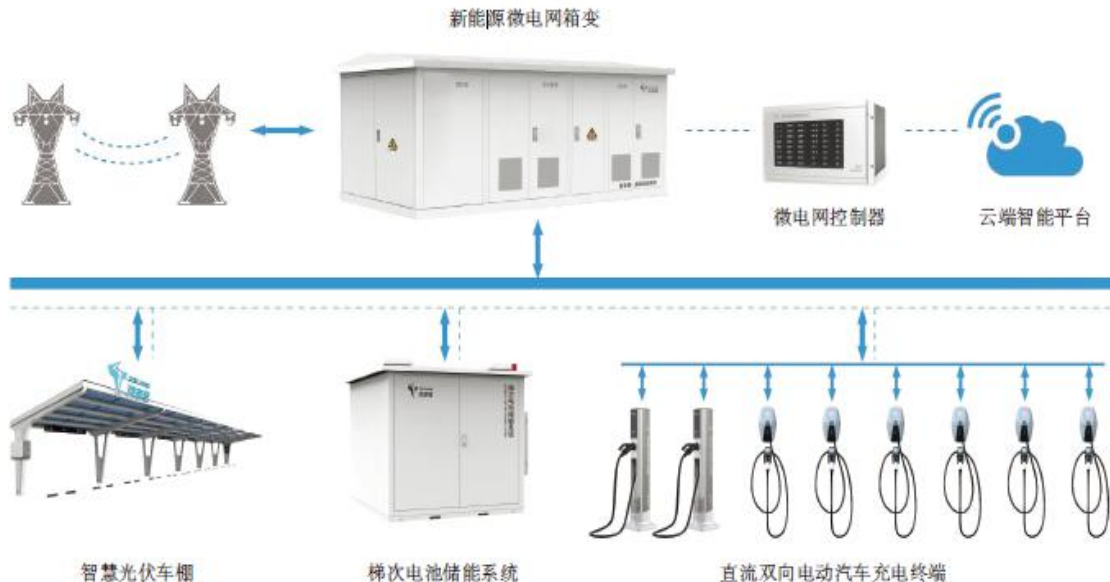 新能源微电网箱变
微电网控制器
云端智能平台
智慧光伏车棚
梯次电池储能系统
直流双向电动汽车充电终端